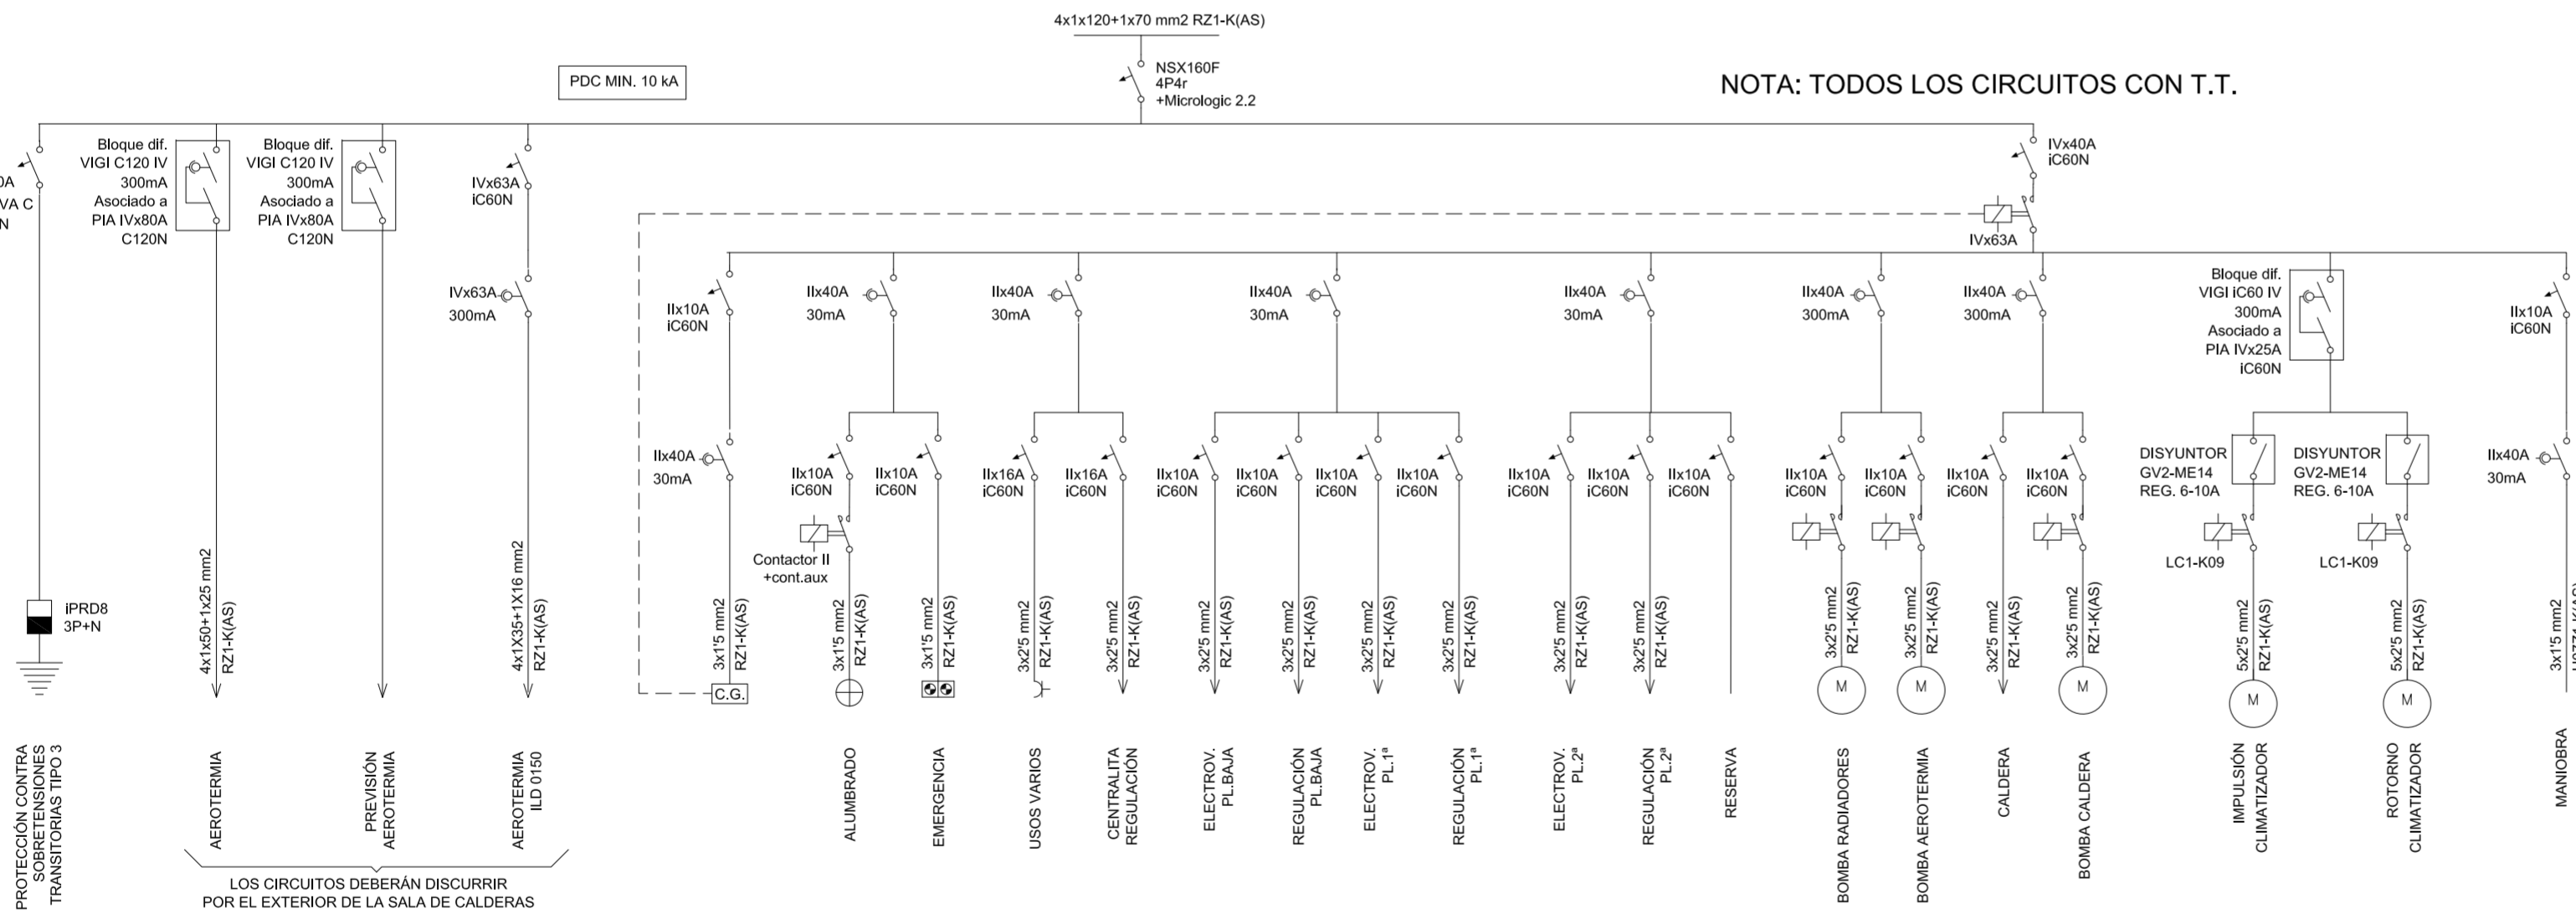 4x1x120+1x70 mm2 RZ1-K(AS)
PDC MIN. 10 kA
NSX160F
4P4r
+Micrologic 2.2
NOTA: TODOS LOS CIRCUITOS CON T.T.
0A
VA C
N
Bloque dif.
VIGI C120 IV
300mA
Asociado a
PIA IVx80A
C120N
Bloque dif.
VIGI C120 IV
300mA
Asociado a
PIA IVx80A
C120N
IVx63A
iC60N
IVx63A
300mA
IVx40A
iC60N
IVx63A
IIx10A
iC60N
IIx40A
30mA
IIx40A
30mA
IIx40A
30mA
IIx40A
30mA
IIx40A
300mA
IIx40A
300mA
Bloque dif.
VIGI iC60 IV
300mA
Asociado a
PIA IVx25A
iC60N
IIx10A
iC60N
IIx40A
30mA
IIx10A
iC60N
IIx10A
iC60N
IIx16A
iC60N
IIx16A
iC60N
IIx10A
iC60N
IIx10A
iC60N
IIx10A
iC60N
IIx10A
iC60N
IIx10A
iC60N
IIx10A
iC60N
IIx10A
iC60N
IIx10A
iC60N
IIx10A
iC60N
IIx10A
iC60N
IIx10A
iC60N
DISYUNTOR
GV2-ME14
REG. 6-10A
DISYUNTOR
GV2-ME14
REG. 6-10A
IIx40A
30mA
Contactor II
+cont.aux
LC1-K09
LC1-K09
iPRD8
3P+N
4x1x50+1x25 mm2
RZ1-K(AS)
4x1X35+1X16 mm2
RZ1-K(AS)
3x1'5 mm2
RZ1-K(AS)
3x1'5 mm2
RZ1-K(AS)
3x1'5 mm2
RZ1-K(AS)
3x2'5 mm2
RZ1-K(AS)
3x2'5 mm2
RZ1-K(AS)
3x2'5 mm2
RZ1-K(AS)
3x2'5 mm2
RZ1-K(AS)
3x2'5 mm2
RZ1-K(AS)
3x2'5 mm2
RZ1-K(AS)
3x2'5 mm2
RZ1-K(AS)
3x2'5 mm2
RZ1-K(AS)
3x2'5 mm2
RZ1-K(AS)
3x2'5 mm2
RZ1-K(AS)
3x2'5 mm2
RZ1-K(AS)
3x2'5 mm2
RZ1-K(AS)
5x2'5 mm2
RZ1-K(AS)
5x2'5 mm2
RZ1-K(AS)
3x1'5 mm2
C.G.
M
M
M
M
M
PROTECCIÓN CONTRA
SOBRETENSIONES
TRANSITORIAS TIPO 3
AEROTERMIA
PREVISIÓN
AEROTERMIA
AEROTERMIA
ILD 0150
ALUMBRADO
EMERGENCIA
USOS VARIOS
CENTRALITA
REGULACIÓN
ELECTROV.
PL.BAJA
REGULACIÓN
PL.BAJA
ELECTROV.
PL.1ª
REGULACIÓN
PL.1ª
ELECTROV.
PL.2ª
REGULACIÓN
PL.2ª
RESERVA
BOMBA RADIADORES
BOMBA AEROTERMIA
CALDERA
BOMBA CALDERA
IMPULSIÓN
CLIMATIZADOR
ROTORNO
CLIMATIZADOR
MANIOBRA
LOS CIRCUITOS DEBERÁN DISCURRIR
POR EL EXTERIOR DE LA SALA DE CALDERAS